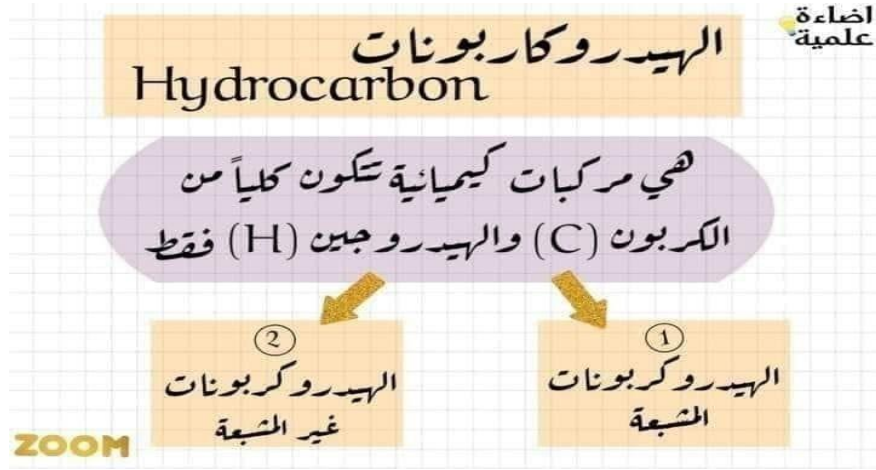 اضاءة
علمية
الهيدروكاربونات
Hydrocarbon
هي مركبات كيميائية تتكون كلياً من
الكربون (C) والهيدروجين (H) فقط
1
الهيدروكربونات
المشبعة
2
الهيدروكربونات
غير المشبعة
ZOOM